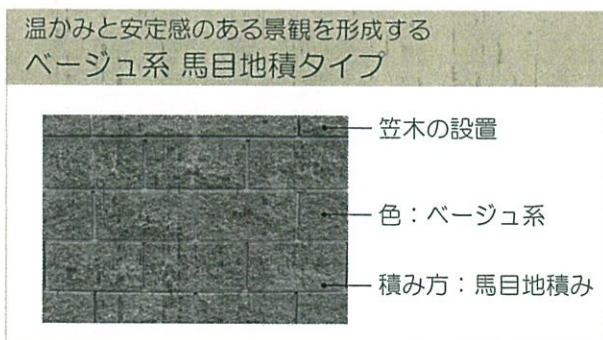 温かみと安定感のある景観を形成する
ベージュ系 馬目地積タイプ
笠木の設置
色：ベージュ系
積み方：馬目地積み